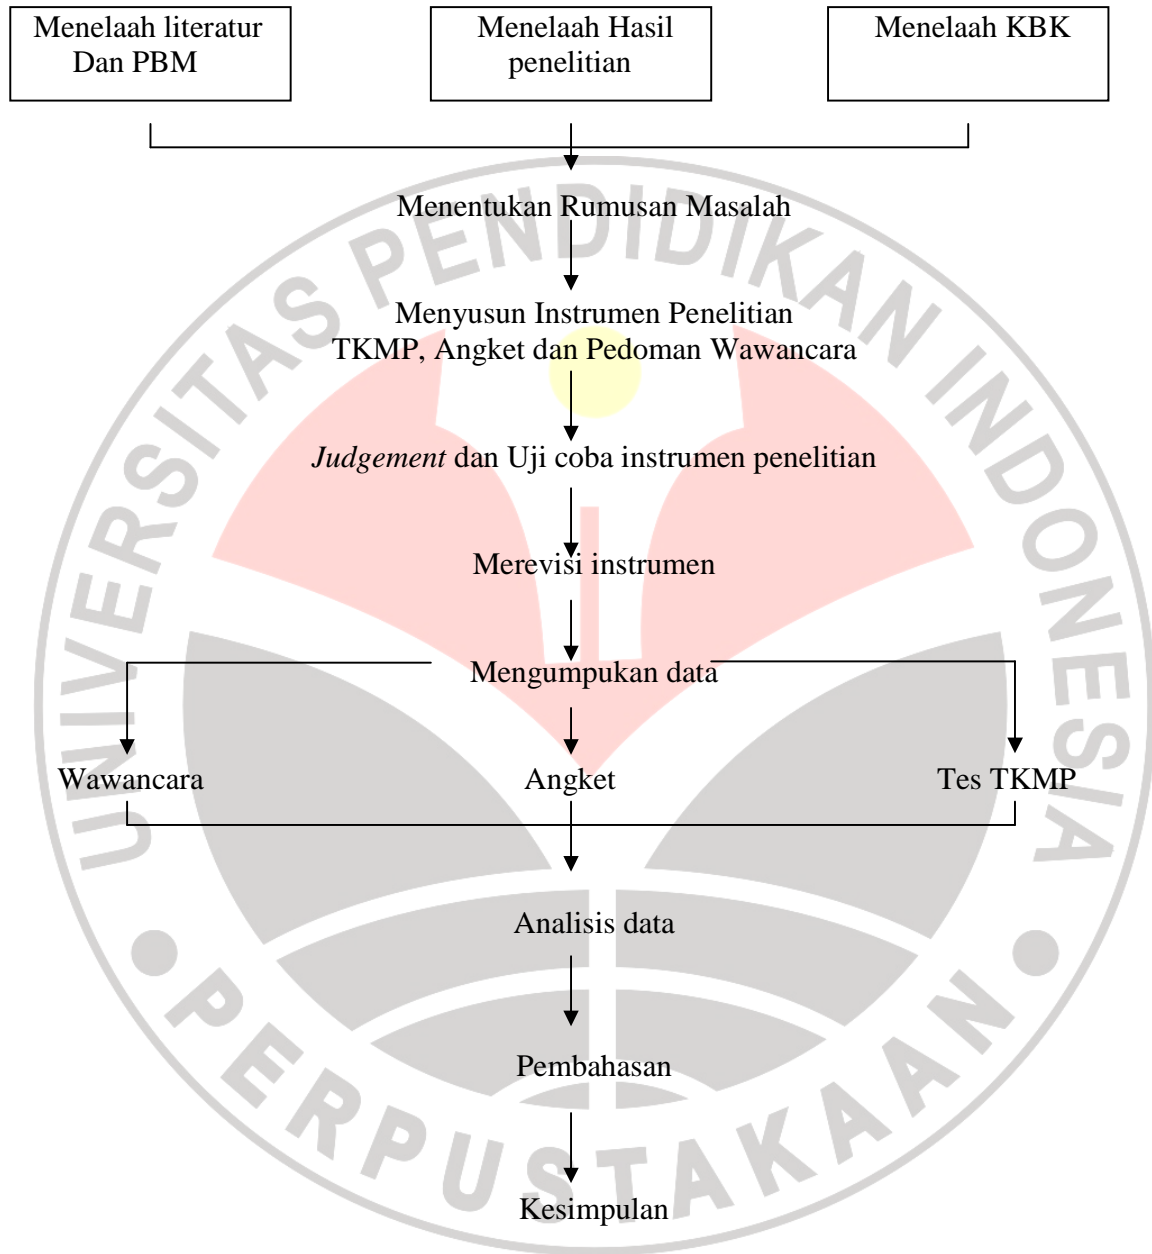 Menelaah literatur
Dan PBM
Menelaah Hasil
penelitian
Menelaah KBK
Menentukan Rumusan Masalah
Menyusun Instrumen Penelitian
TKMP, Angket dan Pedoman Wawancara
Judgement dan Uji coba instrumen penelitian
Merevisi instrumen
Mengumpukan data
Wawancara
Angket
Tes TKMP
Analisis data
Pembahasan
Kesimpulan
UNIVERSITAS PENDIDIKAN INDONESIA
PERPUSTAKAAN